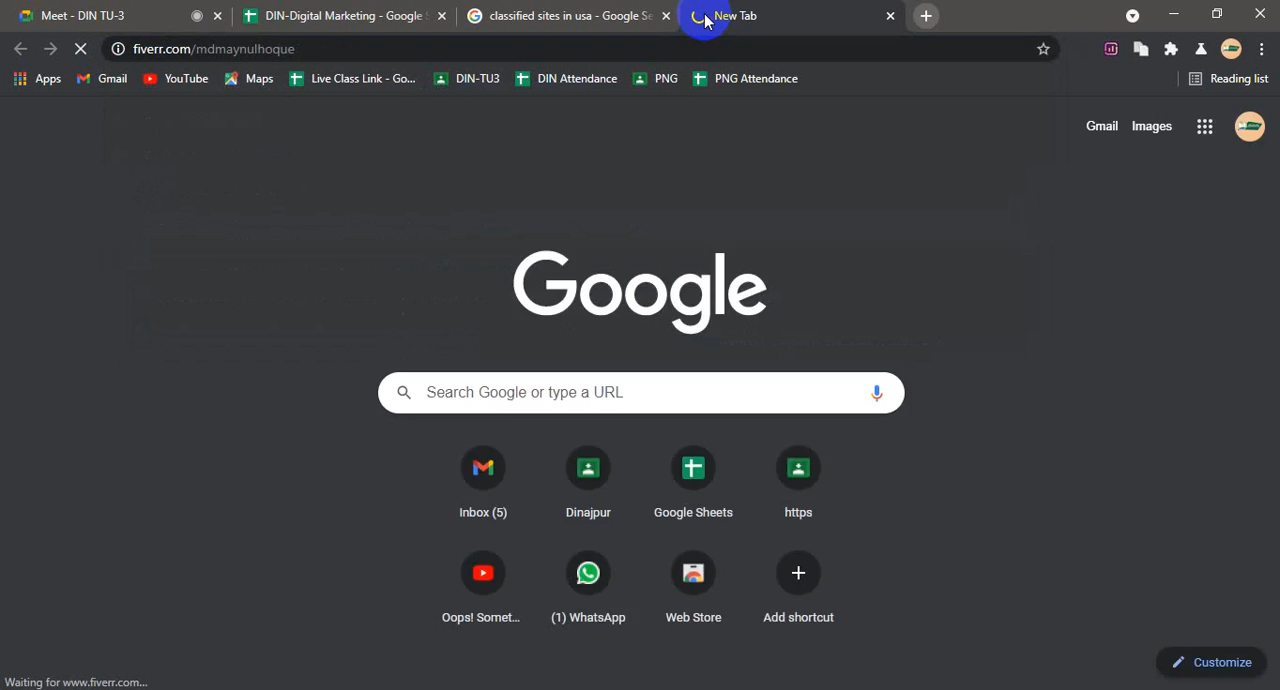 Meet - DIN TU-3
DIN-Digital Marketing - Google S
classified sites in usa - Google Se
New Tab
fiverr.com/mdmaynulhoque
Apps
Gmail
YouTube
Maps
Live Class Link - Go...
DIN-TU3
DIN Attendance
PNG
PNG Attendance
Reading list
Gmail
Images
Google
Search Google or type a URL
Inbox (5)
Dinajpur
Google Sheets
https
Oops! Somet...
(1) WhatsApp
Web Store
Add shortcut
Customize
Waiting for www.fiverr.com...